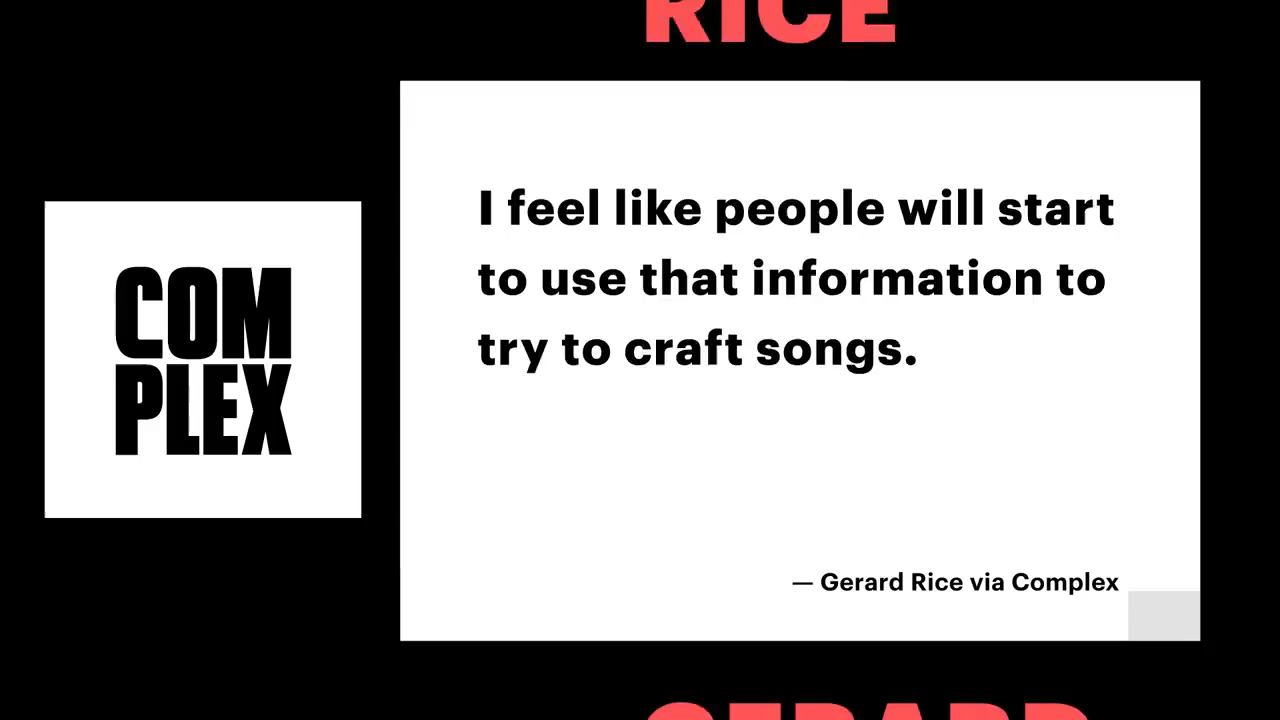 RICE
COM
PLEX
I feel like people will start
to use that information to
try to craft songs.
— Gerard Rice via Complex
GERARD